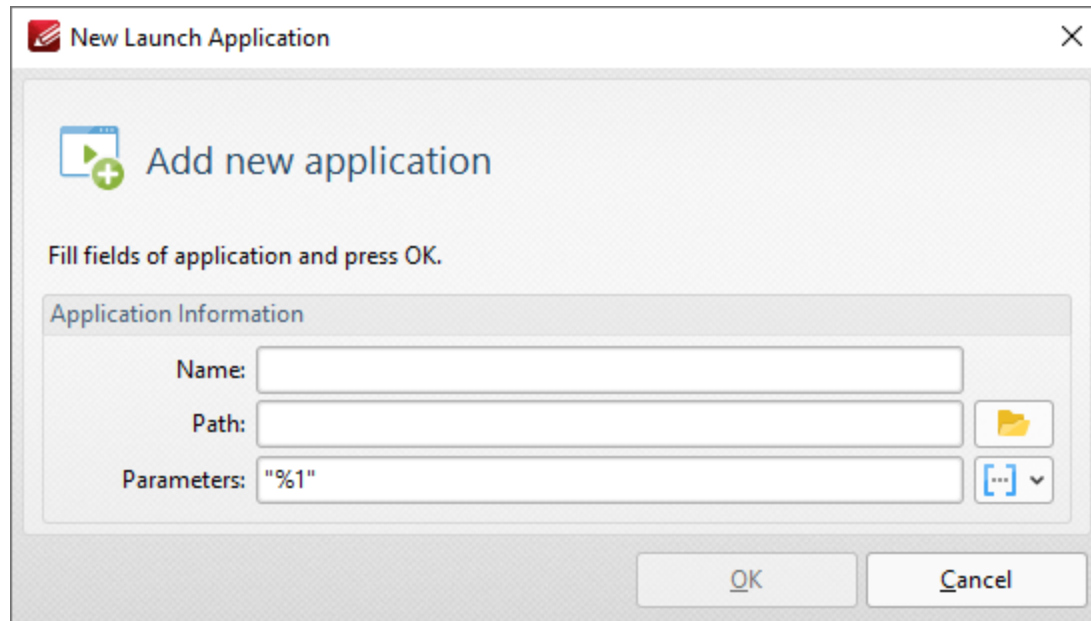 New Launch Application
Add new application
Fill fields of application and press OK.
Application Information
Name:
Path:
Parameters: "%1"
OK Cancel